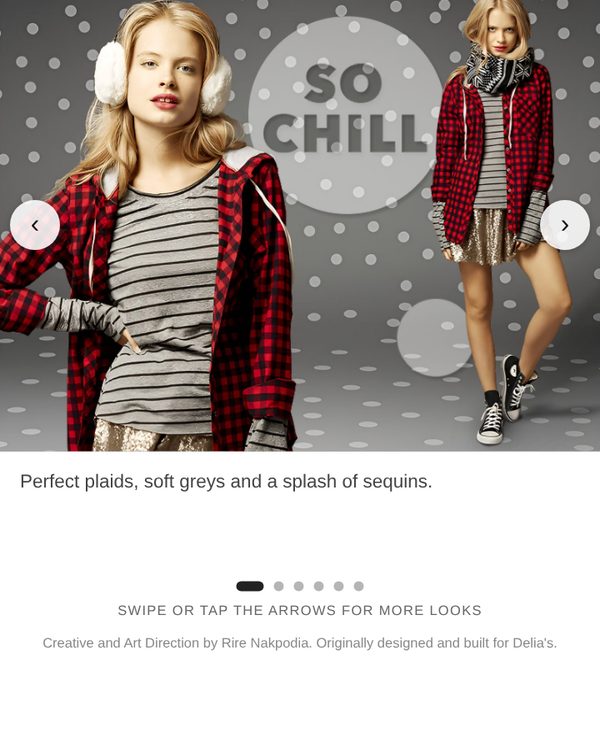 SO
CHILL
‹
›
Perfect plaids, soft greys and a splash of sequins.
SWIPE OR TAP THE ARROWS FOR MORE LOOKS
Creative and Art Direction by Rire Nakpodia. Originally designed and built for Delia's.